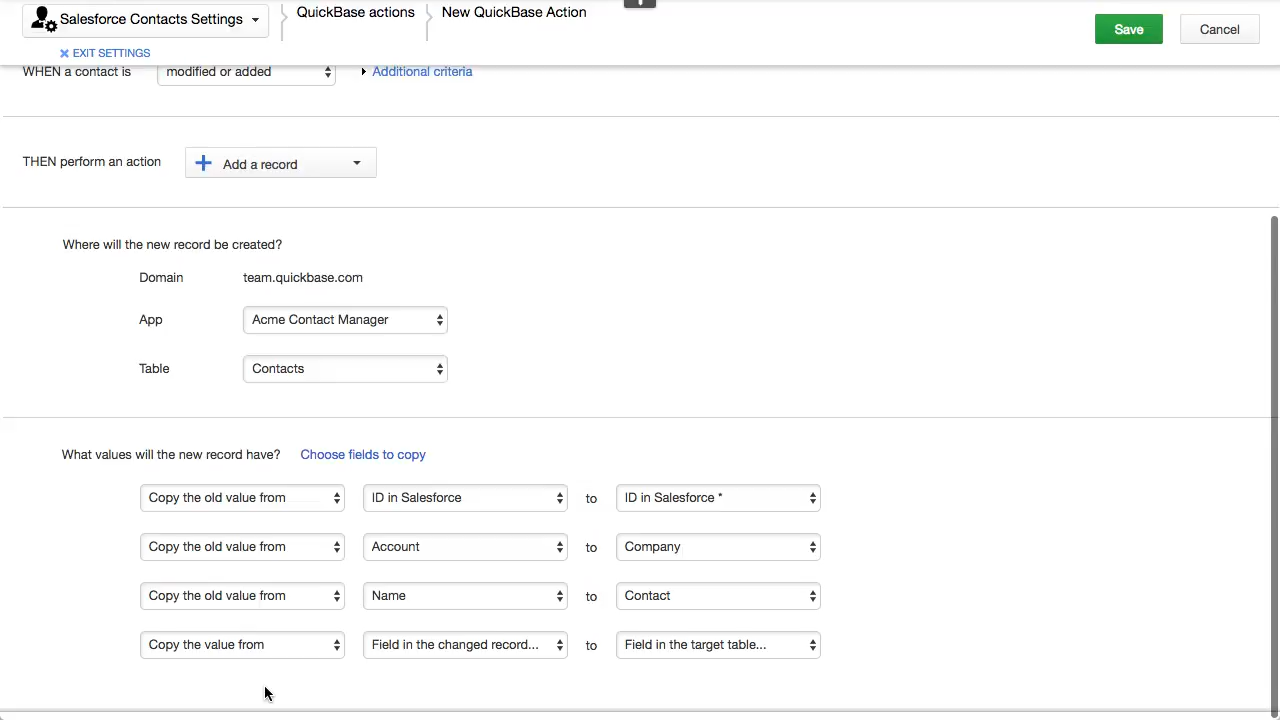 Salesforce Contacts Settings QuickBase actions New QuickBase Action Save Cancel
EXIT SETTINGS
WHEN a contact is modified or added Additional criteria
THEN perform an action Add a record
Where will the new record be created?
Domain team.quickbase.com
App Acme Contact Manager
Table Contacts
What values will the new record have? Choose fields to copy
Copy the old value from ID in Salesforce to ID in Salesforce *
Copy the old value from Account to Company
Copy the old value from Name to Contact
Copy the value from Field in the changed record... to Field in the target table...